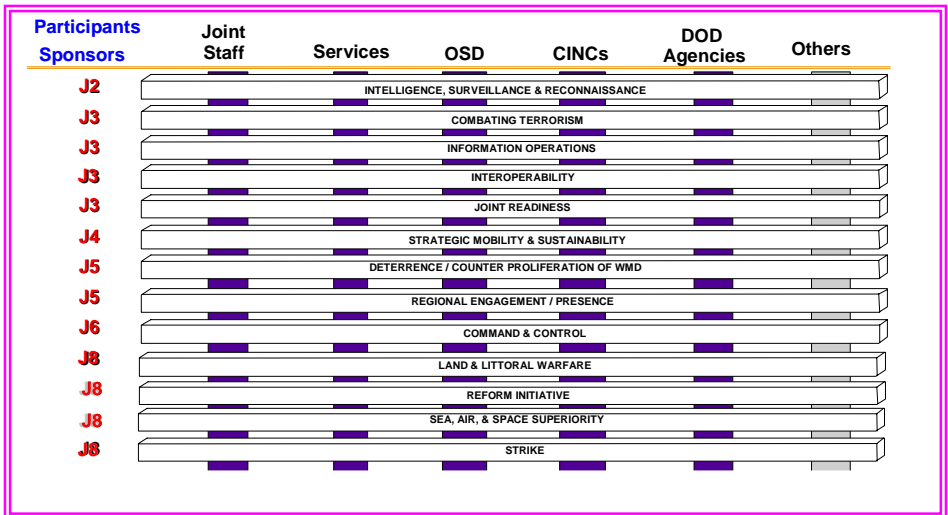 Participants
Sponsors
Joint
Staff
Services
OSD
CINCs
DOD
Agencies
Others
J2
INTELLIGENCE, SURVEILLANCE & RECONNAISSANCE
J3
COMBATING TERRORISM
J3
INFORMATION OPERATIONS
J3
INTEROPERABILITY
J3
JOINT READINESS
J4
STRATEGIC MOBILITY & SUSTAINABILITY
J5
DETERRENCE / COUNTER PROLIFERATION OF WMD
J5
REGIONAL ENGAGEMENT / PRESENCE
J6
COMMAND & CONTROL
J8
LAND & LITTORAL WARFARE
J8
REFORM INITIATIVE
J8
SEA, AIR, & SPACE SUPERIORITY
J8
STRIKE